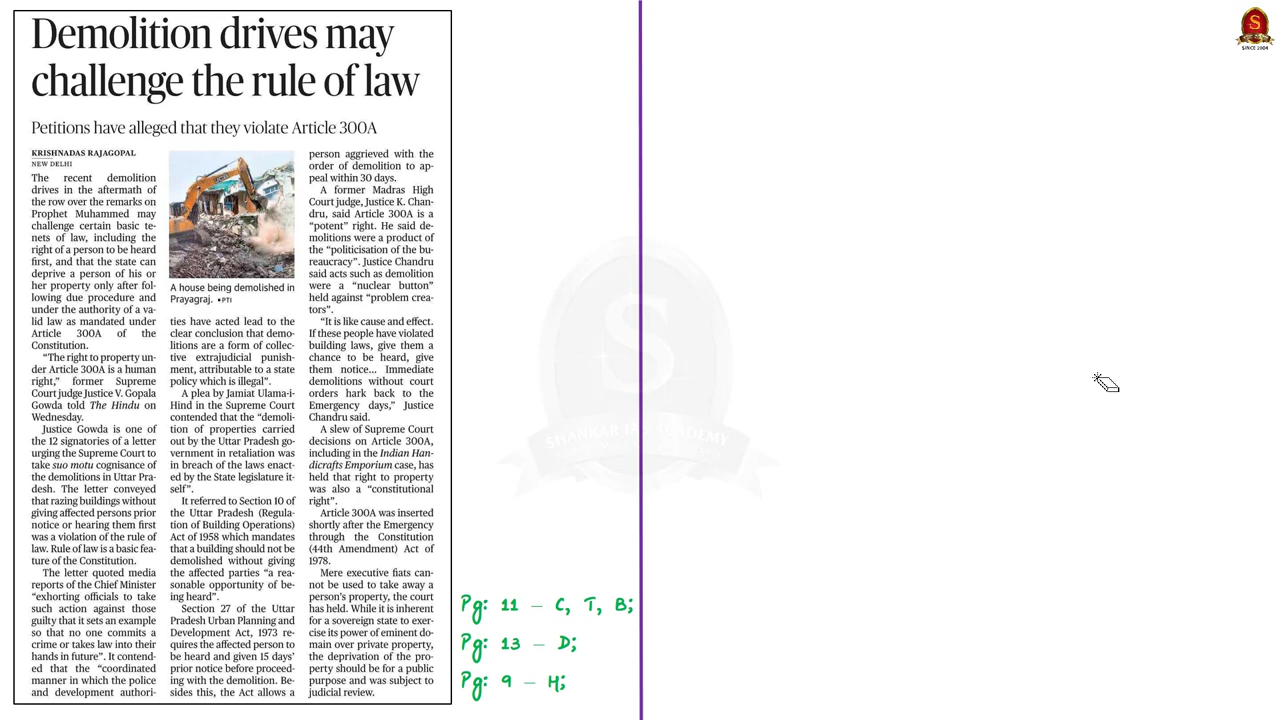 Demolition drives may
challenge the rule of law
Petitions have alleged that they violate Article 300A
KRISHNADAS RAJAGOPAL
NEW DELHI
The recent demolition
drives in the aftermath of
the row over the remarks on
Prophet Muhammed may
challenge certain basic te-
nets of law, including the
right of a person to be heard
first, and that the state can
deprive a person of his or
her property only after fol-
lowing due procedure and
under the authority of a va-
lid law as mandated under
Article 300A of the
Constitution.
“The right to property un-
der Article 300A is a human
right,” former Supreme
Court judge Justice V. Gopala
Gowda told The Hindu on
Wednesday.
Justice Gowda is one of
the 12 signatories of a letter
urging the Supreme Court to
take suo motu cognisance of
the demolitions in Uttar Pra-
desh. The letter conveyed
that razing buildings without
giving affected persons prior
notice or hearing them first
was a violation of the rule of
law. Rule of law is a basic fea-
ture of the Constitution.
The letter quoted media
reports of the Chief Minister
“exhorting officials to take
such action against those
guilty that it sets an example
so that no one commits a
crime or takes law into their
hands in future”. It contend-
ed that the “coordinated
manner in which the police
and development authori-
A house being demolished in
Prayagraj. •PTI
ties have acted lead to the
clear conclusion that demo-
litions are a form of collec-
tive extrajudicial punish-
ment, attributable to a state
policy which is illegal”.
A plea by Jamiat Ulama-i-
Hind in the Supreme Court
contended that the “demoli-
tion of properties carried
out by the Uttar Pradesh go-
vernment in retaliation was
in breach of the laws enact-
ed by the State legislature it-
self”.
It referred to Section 10 of
the Uttar Pradesh (Regula-
tion of Building Operations)
Act of 1958 which mandates
that a building should not be
demolished without giving
the affected parties “a rea-
sonable opportunity of be-
ing heard”.
Section 27 of the Uttar
Pradesh Urban Planning and
Development Act, 1973 re-
quires the affected person to
be heard and given 15 days’
prior notice before proceed-
ing with the demolition. Be-
sides this, the Act allows a
person aggrieved with the
order of demolition to ap-
peal within 30 days.
A former Madras High
Court judge, Justice K. Chan-
dru, said Article 300A is a
“potent” right. He said de-
molitions were a product of
the “politicisation of the bu-
reaucracy”. Justice Chandru
said acts such as demolition
were a “nuclear button”
held against “problem crea-
tors”.
“It is like cause and effect.
If these people have violated
building laws, give them a
chance to be heard, give
them notice... Immediate
demolitions without court
orders hark back to the
Emergency days,” Justice
Chandru said.
A slew of Supreme Court
decisions on Article 300A,
including in the Indian Han-
dicrafts Emporium case, has
held that right to property
was also a “constitutional
right”.
Article 300A was inserted
shortly after the Emergency
through the Constitution
(44th Amendment) Act of
1978.
Mere executive fiats can-
not be used to take away a
person’s property, the court
has held. While it is inherent
for a sovereign state to exer-
cise its power of eminent do-
main over private property,
the deprivation of the pro-
perty should be for a public
purpose and was subject to
judicial review.
Pg: 11 – C, T, B;
Pg: 13 – D;
Pg: 9 – H;
SHANKAR IAS ACADEMY
S
SINCE 2004